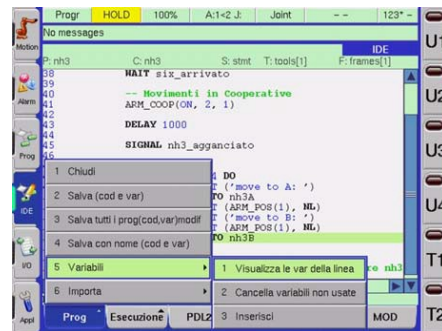 Progr HOLD 100% A:1<2 J: Joint -- 123* -
No messages
IDE
P: nh3 C: nh3 S: stmt T: tools[1] F: frames[1]
38 WAIT six_arrivato
39
40 -- Movimenti in Cooperative
41 ARM_COOP(ON, 2, 1)
42
43 DELAY 1000
44
45 SIGNAL nh3_agganciato
46
DO
('move to A: ')
TO nh3A
(ARM_POS(1), NL)
('move to B: ')
(ARM_POS(1), NL)
TO nh3B
nh3
1 Chiudi
2 Salva (cod e var)
3 Salva tutti i prog(cod,var)modif
4 Salva con nome (cod e var)
5 Variabili
6 Importa
1 Visualizza le var della linea
2 Cancella variabili non usate
3 Inserisci
Prog Esecuzione PDL2 MOD
Motion
Alarm
Prog
IDE
I/O
Appl
U1
U2
U3
U4
T1
T2